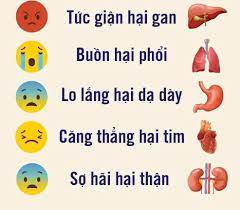 Tức giận hại gan
Buồn hại phổi
Lo lắng hại dạ dày
Căng thẳng hại tim
Sợ hãi hại thận